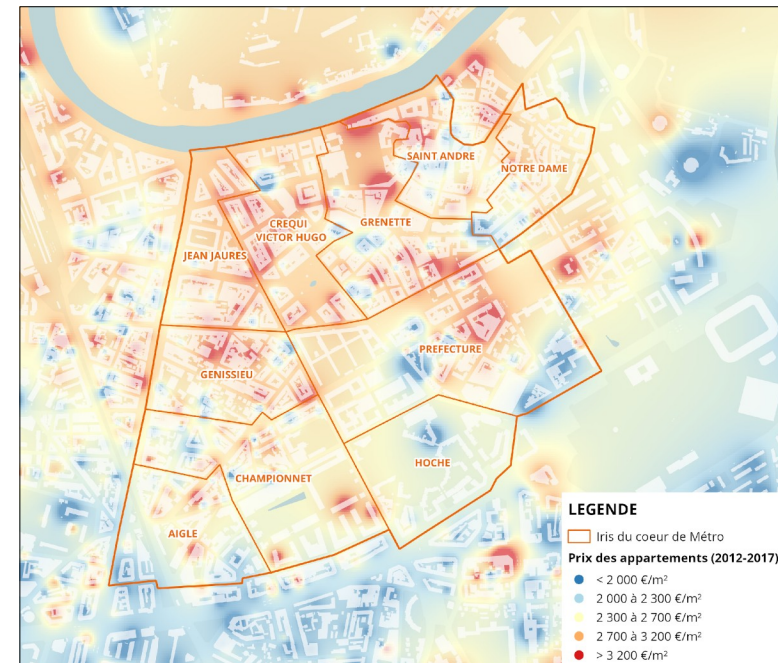 SAINT ANDRE
NOTRE DAME
CREQUI
VICTOR HUGO
GRENETTE
JEAN JAURES
PREFECTURE
GENISSIEU
HOCHE
CHAMPIONNET
AIGLE
LEGENDE
Iris du coeur de Métro
Prix des appartements (2012-2017)
< 2 000 €/m²
2 000 à 2 300 €/m²
2 300 à 2 700 €/m²
2 700 à 3 200 €/m²
> 3 200 €/m²